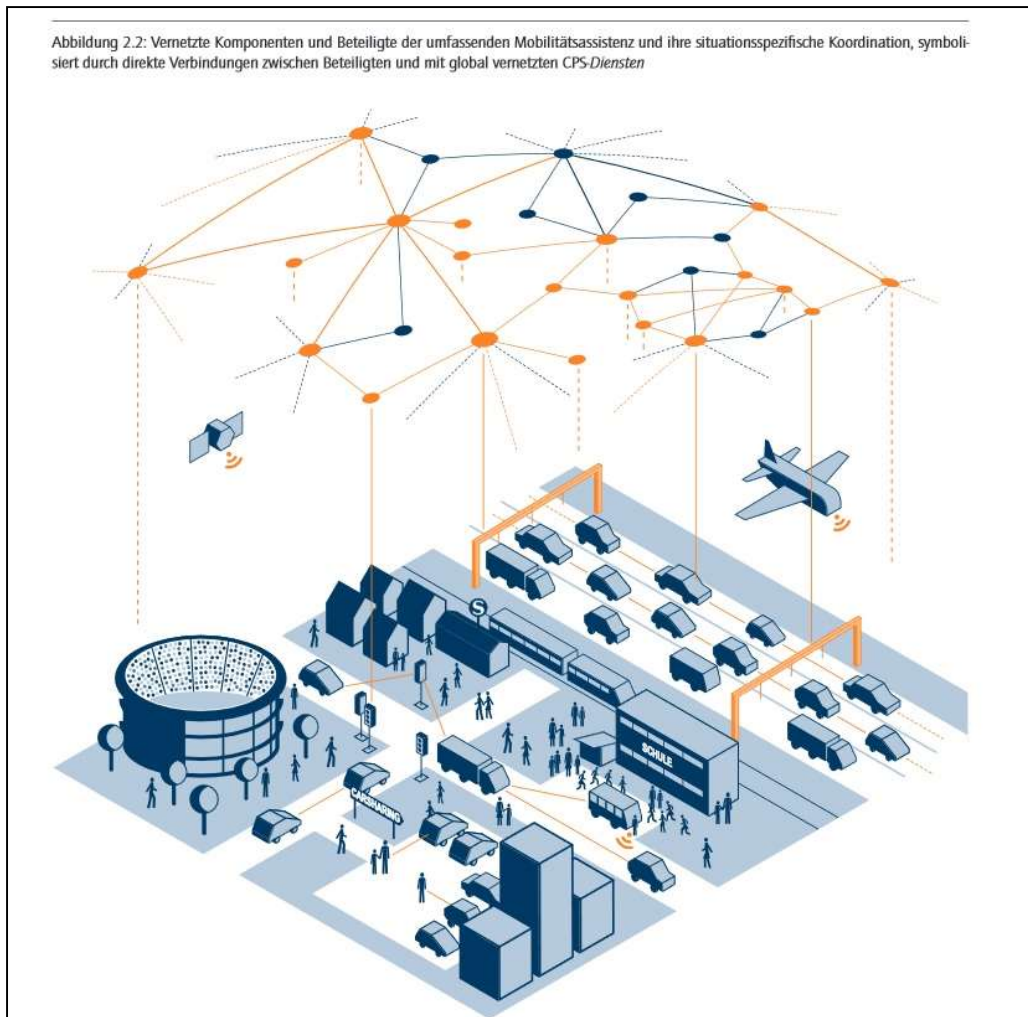 Abbildung 2.2: Vernetzte Komponenten und Beteiligte der umfassenden Mobilitätsassistenz und ihre situationsspezifische Koordination, symboli-
siert durch direkte Verbindungen zwischen Beteiligten und mit global vernetzten CPS-Diensten
S
SCHULE
CARSHARING